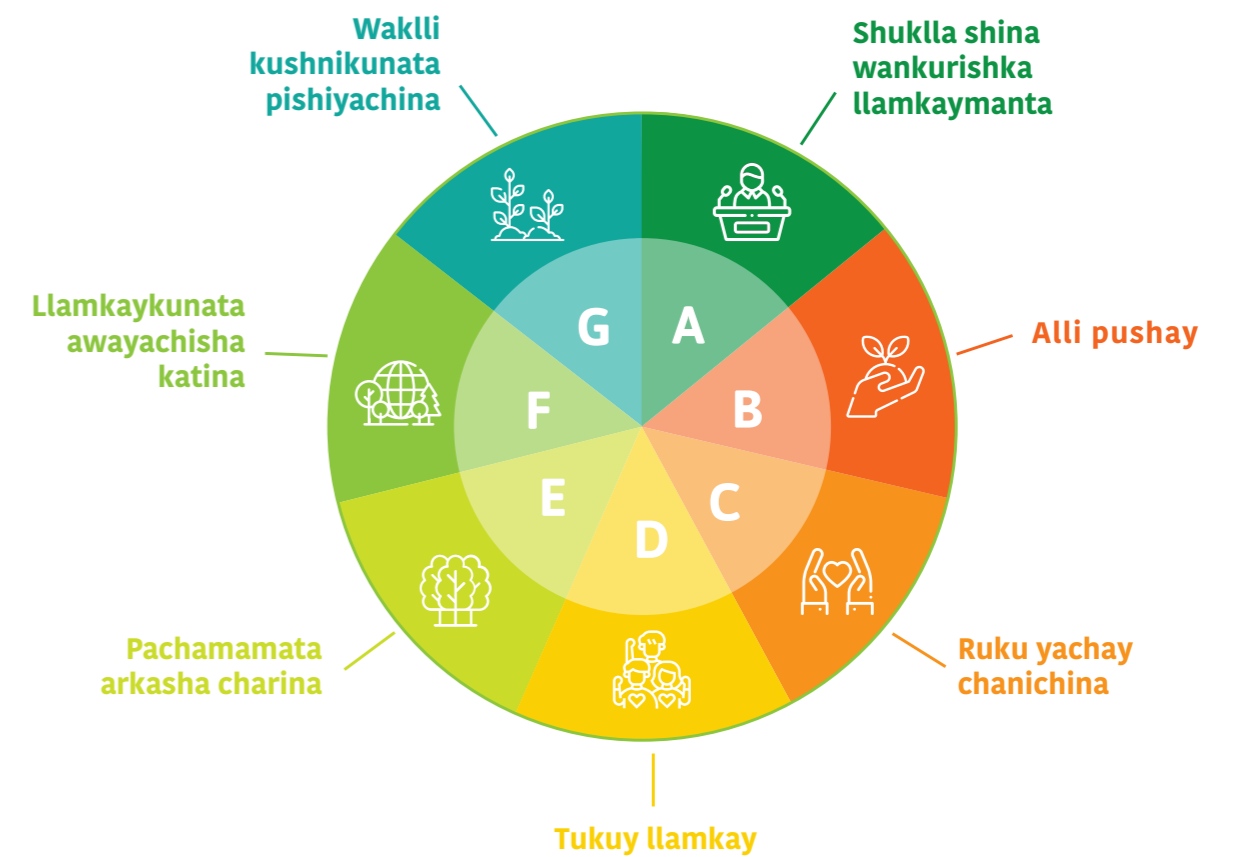 Waklli
kushnikunata
pishiyachina
Shuklla shina
wankurishka
llamkaymanta
Llamkaykunata
awayachisha
katina
Alli pushay
G
A
F
B
E
C
D
Pachamamata
arkasha charina
Ruku yachay
chanichina
Tukuy llamkay